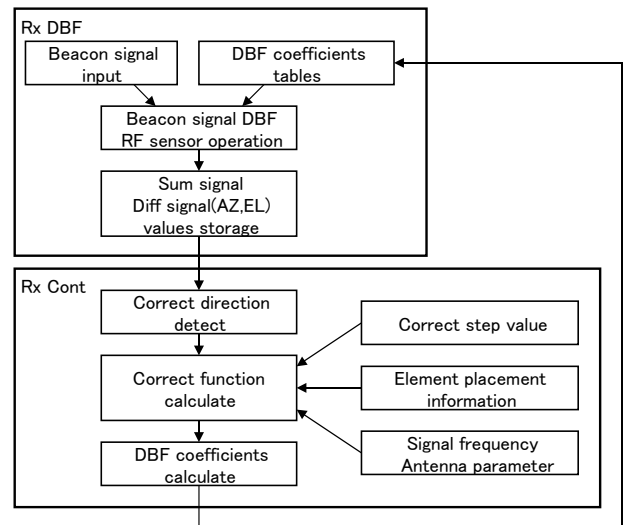 Rx DBF
Beacon signal
input
DBF coefficients
tables
Beacon signal DBF
RF sensor operation
Sum signal
Diff signal(AZ,EL)
values storage
Rx Cont
Correct direction
detect
Correct step value
Correct function
calculate
Element placement
information
DBF coefficients
calculate
Signal frequency
Antenna parameter